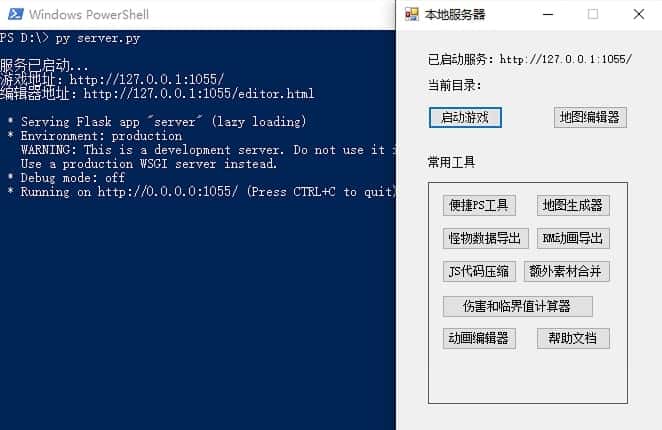 Windows PowerShell
PS D:\> py server.py
服务已启动...
游戏地址：http://127.0.0.1:1055/
编辑器地址：http://127.0.0.1:1055/editor.html
* Serving Flask app "server" (lazy loading)
* Environment: production
WARNING: This is a development server. Do not use it
Use a production WSGI server instead.
* Debug mode: off
* Running on http://0.0.0.0:1055/ (Press CTRL+C to quit)
本地服务器
已启动服务：http://127.0.0.1:1055/
当前目录：
启动游戏 地图编辑器
常用工具
便捷PS工具 地图生成器
怪物数据导出 RM动画导出
JS代码压缩 额外素材合并
伤害和临界值计算器
动画编辑器 帮助文档